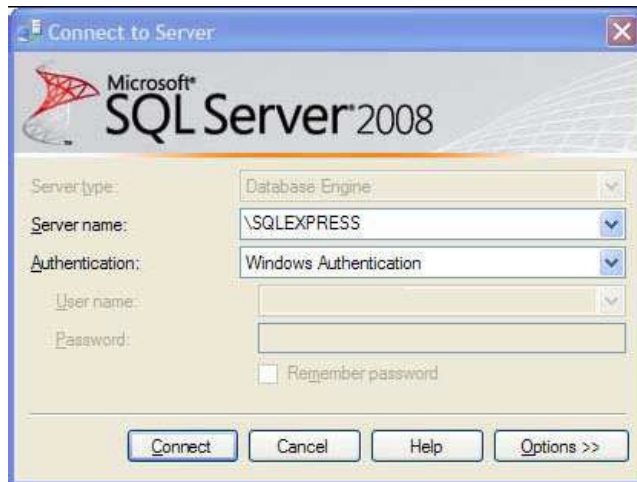 Connect to Server
Microsoft®
SQL Server® 2008
Server type: Database Engine
Server name: \SQLEXPRESS
Authentication: Windows Authentication
User name:
Password:
Remember password
Connect Cancel Help Options >>